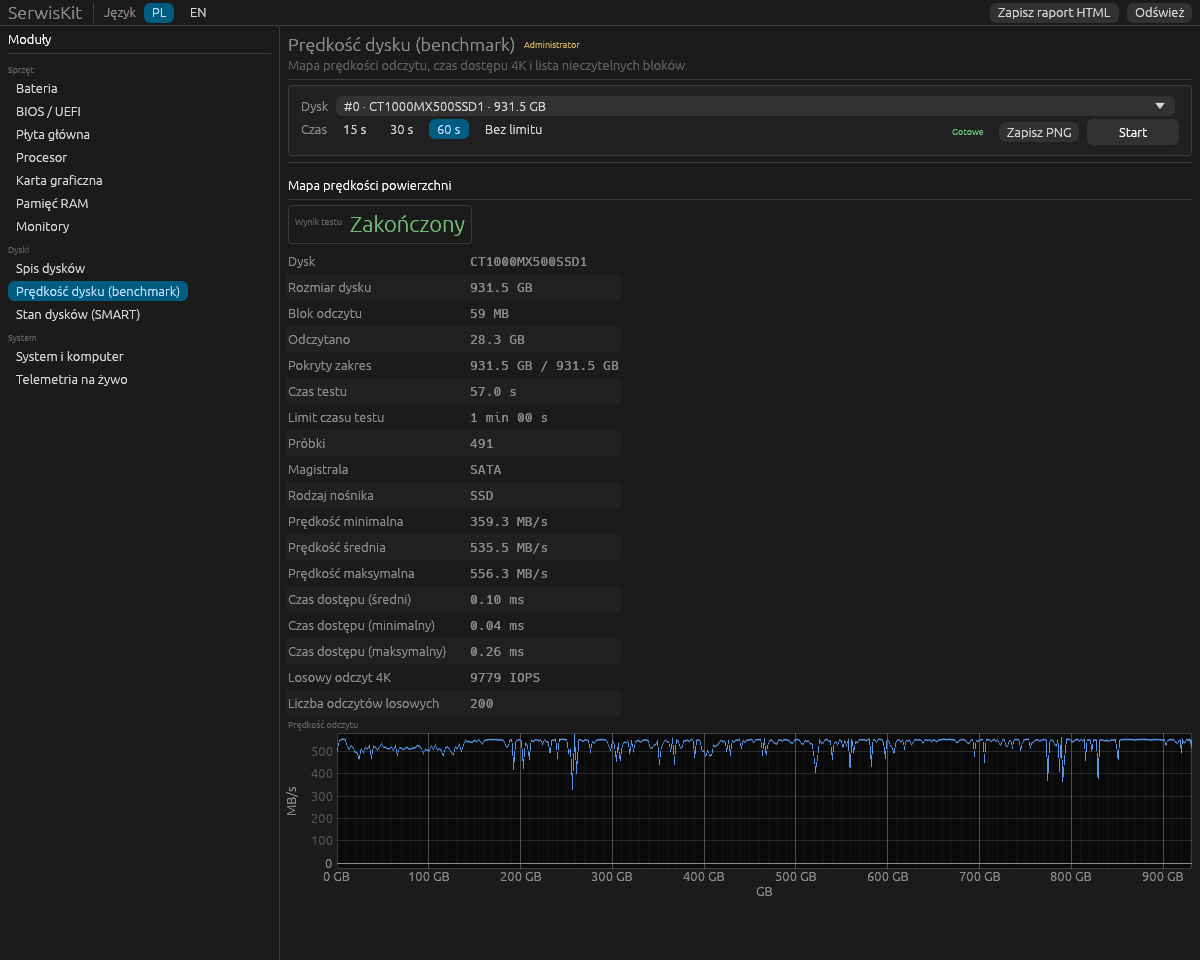 SerwisKit Język PL EN Zapisz raport HTML Odśwież
Moduły
Sprzęt
Bateria
BIOS / UEFI
Płyta główna
Procesor
Karta graficzna
Pamięć RAM
Monitory
Dyski
Spis dysków
Prędkość dysku (benchmark)
Stan dysków (SMART)
System
System i komputer
Telemetria na żywo
Prędkość dysku (benchmark) Administrator
Mapa prędkości odczytu, czas dostępu 4K i lista nieczytelnych bloków.
Dysk #0 · CT1000MX500SSD1 · 931.5 GB
Czas 15 s 30 s 60 s Bez limitu Gotowe Zapisz PNG Start
Mapa prędkości powierzchni
Wynik testu Zakończony
Dysk CT1000MX500SSD1
Rozmiar dysku 931.5 GB
Blok odczytu 59 MB
Odczytano 28.3 GB
Pokryty zakres 931.5 GB / 931.5 GB
Czas testu 57.0 s
Limit czasu testu 1 min 00 s
Próbki 491
Magistrala SATA
Rodzaj nośnika SSD
Prędkość minimalna 359.3 MB/s
Prędkość średnia 535.5 MB/s
Prędkość maksymalna 556.3 MB/s
Czas dostępu (średni) 0.10 ms
Czas dostępu (minimalny) 0.04 ms
Czas dostępu (maksymalny) 0.26 ms
Losowy odczyt 4K 9779 IOPS
Liczba odczytów losowych 200
Prędkość odczytu
500
400
300
200
100
0
MB/s
0 GB 100 GB 200 GB 300 GB 400 GB 500 GB 600 GB 700 GB 800 GB 900 GB
GB